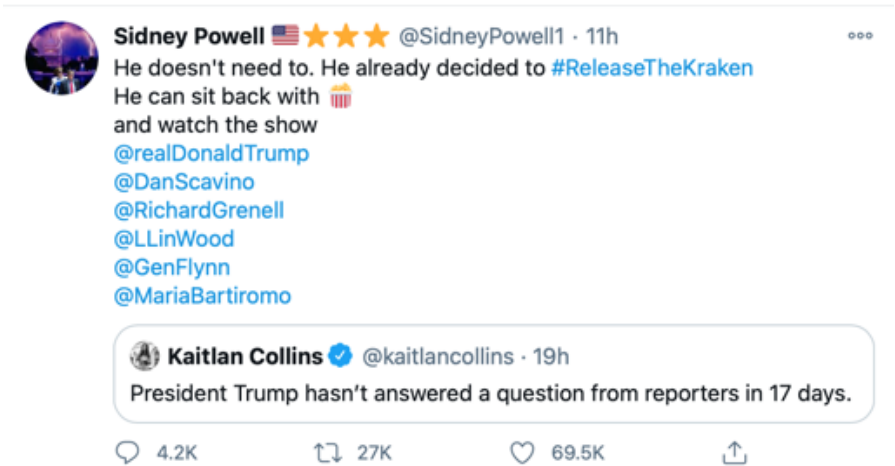 Sidney Powell 🇺🇸⭐⭐⭐ @SidneyPowell1 · 11h
He doesn't need to. He already decided to #ReleaseTheKraken
He can sit back with 🍿
and watch the show
@realDonaldTrump
@DanScavino
@RichardGrenell
@LLinWood
@GenFlynn
@MariaBartiromo
Kaitlan Collins @kaitlancollins · 19h
President Trump hasn't answered a question from reporters in 17 days.
4.2K 27K 69.5K